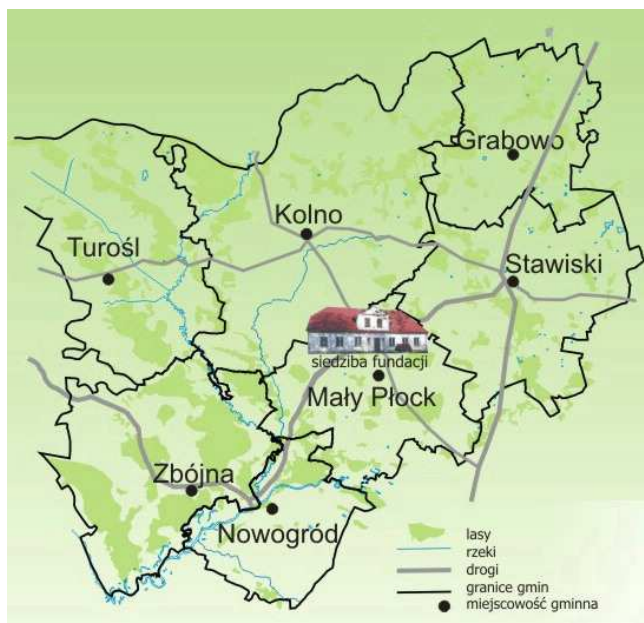 Grabowo
Kolno
Turośl
Stawiski
siedziba fundacji
Mały Płock
Zbójna
Nowogród
lasy
rzeki
drogi
granice gmin
miejscowość gminna